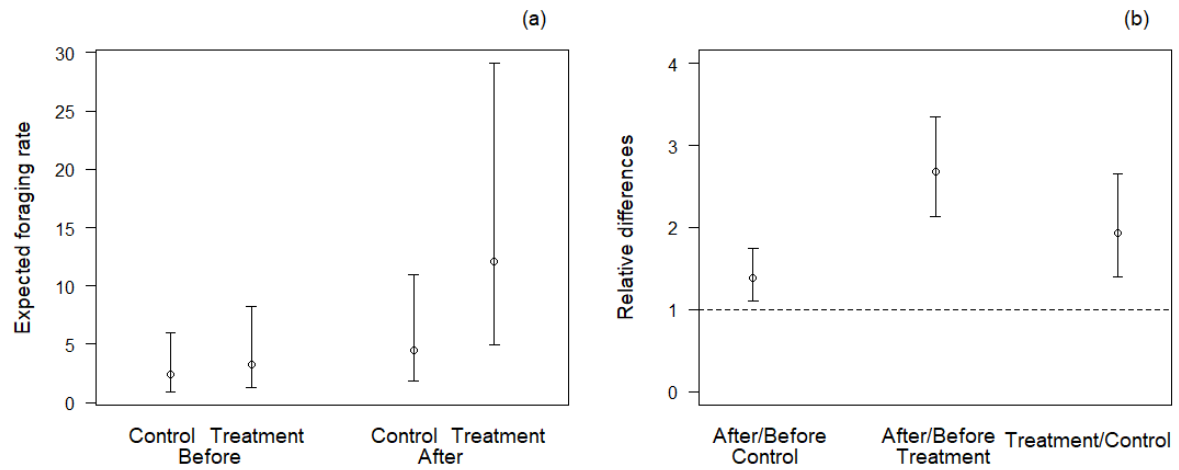 (a)
Expected foraging rate
30
25
20
15
10
5
0
Control Treatment Control Treatment
Before After
(b)
Relative differences
4
3
2
1
0
After/Before After/Before Treatment/Control
Control Treatment